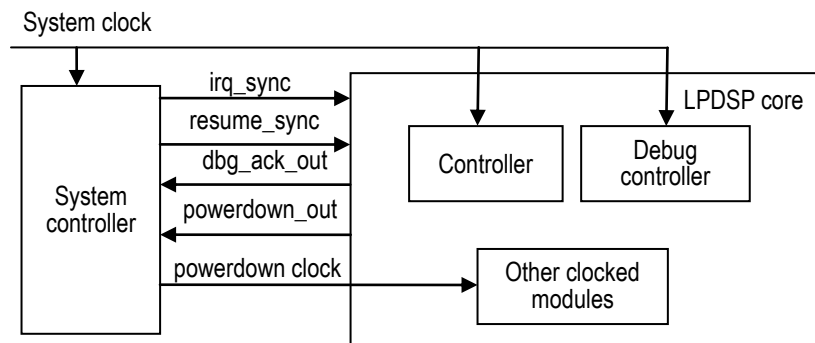 System clock
irq_sync
LPDSP core
resume_sync
dbg_ack_out
Controller
Debug
controller
System
controller
powerdown_out
powerdown clock
Other clocked
modules